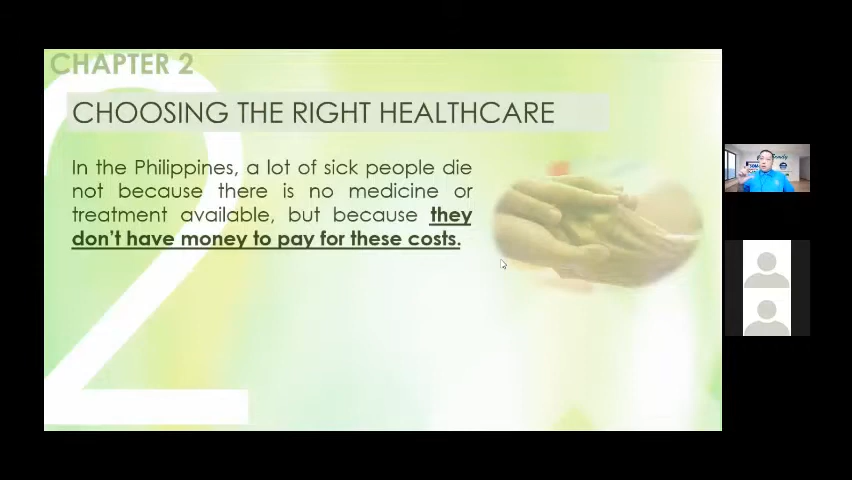 CHAPTER 2
CHOOSING THE RIGHT HEALTHCARE
In the Philippines, a lot of sick people die
not because there is no medicine or
treatment available, but because they
don't have money to pay for these costs.
2